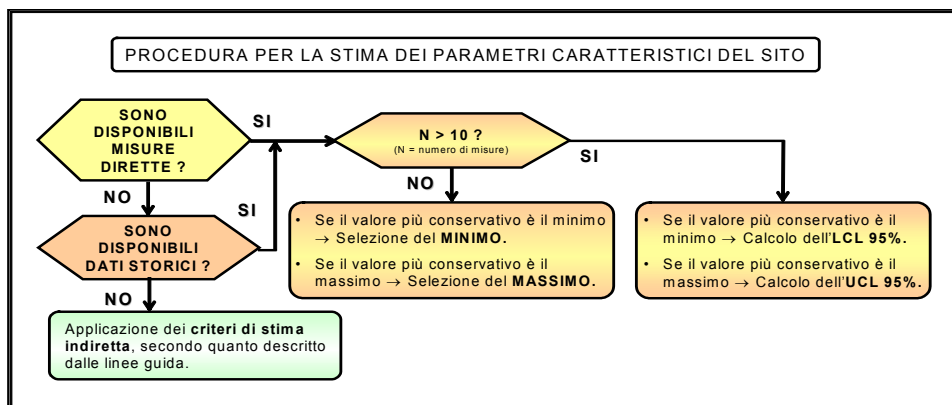 PROCEDURA PER LA STIMA DEI PARAMETRI CARATTERISTICI DEL SITO
SONO
DISPONIBILI
MISURE
DIRETTE ?
SI
N > 10 ?
(N = numero di misure)
SI
NO
NO
SI
SONO
DISPONIBILI
DATI STORICI ?
• Se il valore più conservativo è il minimo
→ Selezione del MINIMO.
• Se il valore più conservativo è il
massimo → Selezione del MASSIMO.
• Se il valore più conservativo è il
minimo → Calcolo dell'LCL 95%.
• Se il valore più conservativo è il
massimo → Calcolo dell'UCL 95%.
NO
Applicazione dei criteri di stima
indiretta, secondo quanto descritto
dalle linee guida.